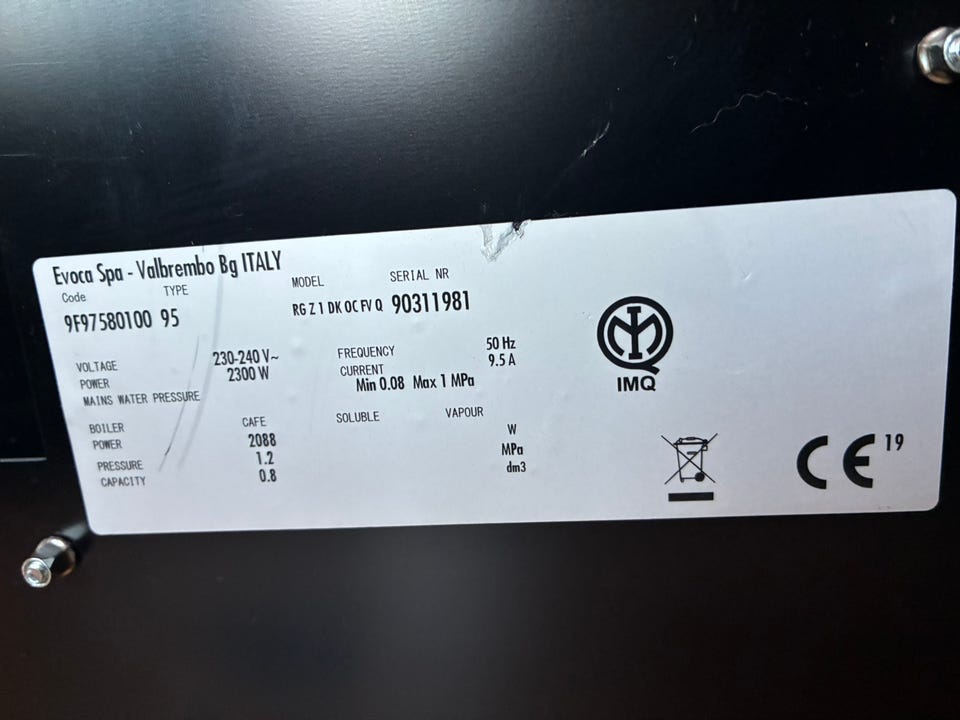 Evoca Spa - Valbrembo Bg ITALY
Code TYPE MODEL SERIAL NR
9F97580100 95 RG Z 1 DK OC FV Q 90311981
VOLTAGE 230-240 V~ FREQUENCY 50 Hz
POWER 2300 W CURRENT 9.5 A
MAINS WATER PRESSURE Min 0.08 Max 1 MPa
BOILER CAFE SOLUBLE VAPOUR
POWER 2088 W
PRESSURE 1.2 MPa
CAPACITY 0.8 dm3
IMQ
CE 19